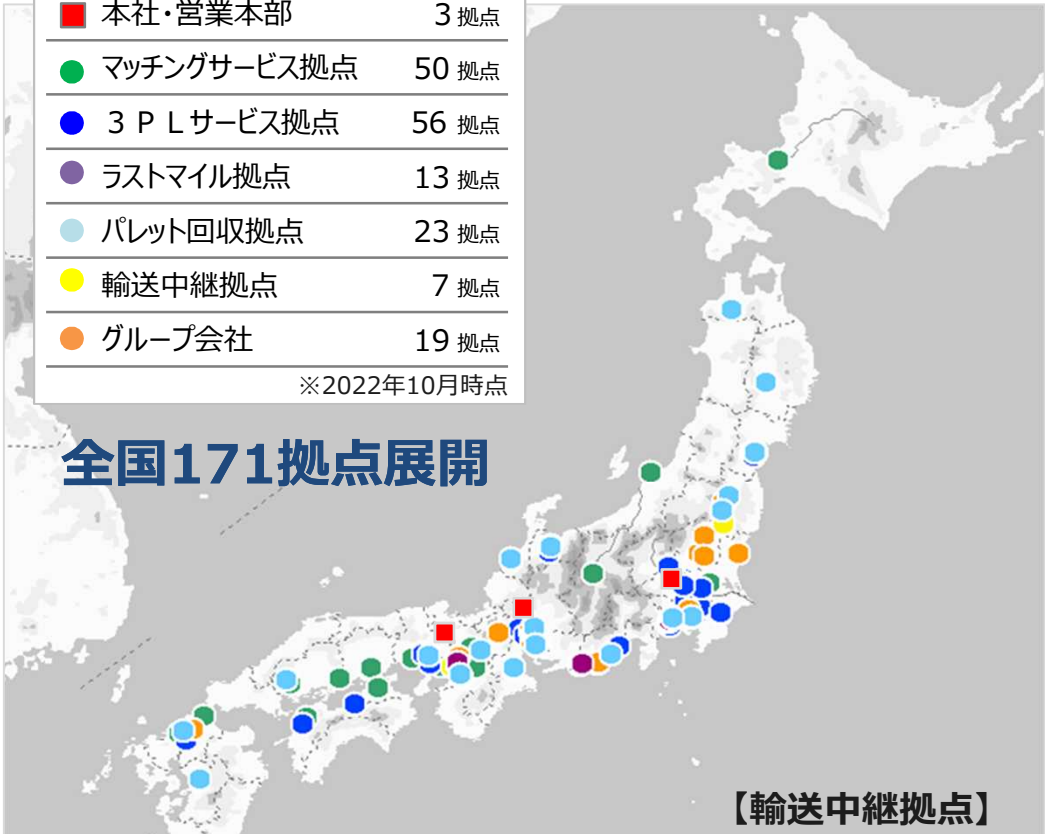 本社・営業本部 3 拠点
マッチングサービス拠点 50 拠点
３ＰＬサービス拠点 56 拠点
ラストマイル拠点 13 拠点
パレット回収拠点 23 拠点
輸送中継拠点 7 拠点
グループ会社 19 拠点
※2022年10月時点
全国171拠点展開
【輸送中継拠点】